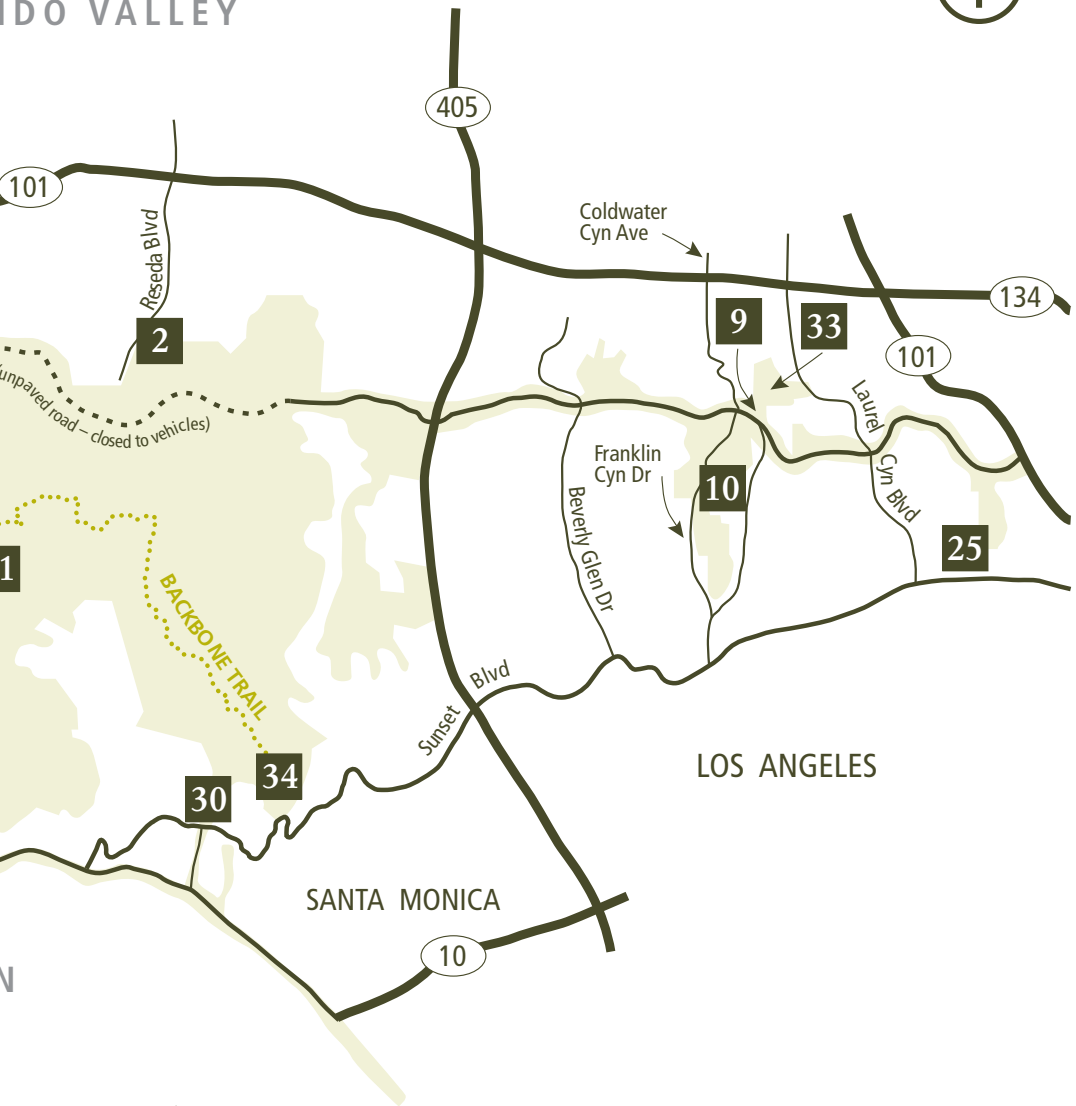 IDO VALLEY
405
101
Reseda Blvd
Coldwater
Cyn Ave
134
2
9
33
101
(unpaved road – closed to vehicles)
Laurel
Cyn Blvd
Franklin
Cyn Dr
10
Beverly Glen Dr
25
1
BACKBONE TRAIL
Sunset
Blvd
34
30
LOS ANGELES
SANTA MONICA
10
N